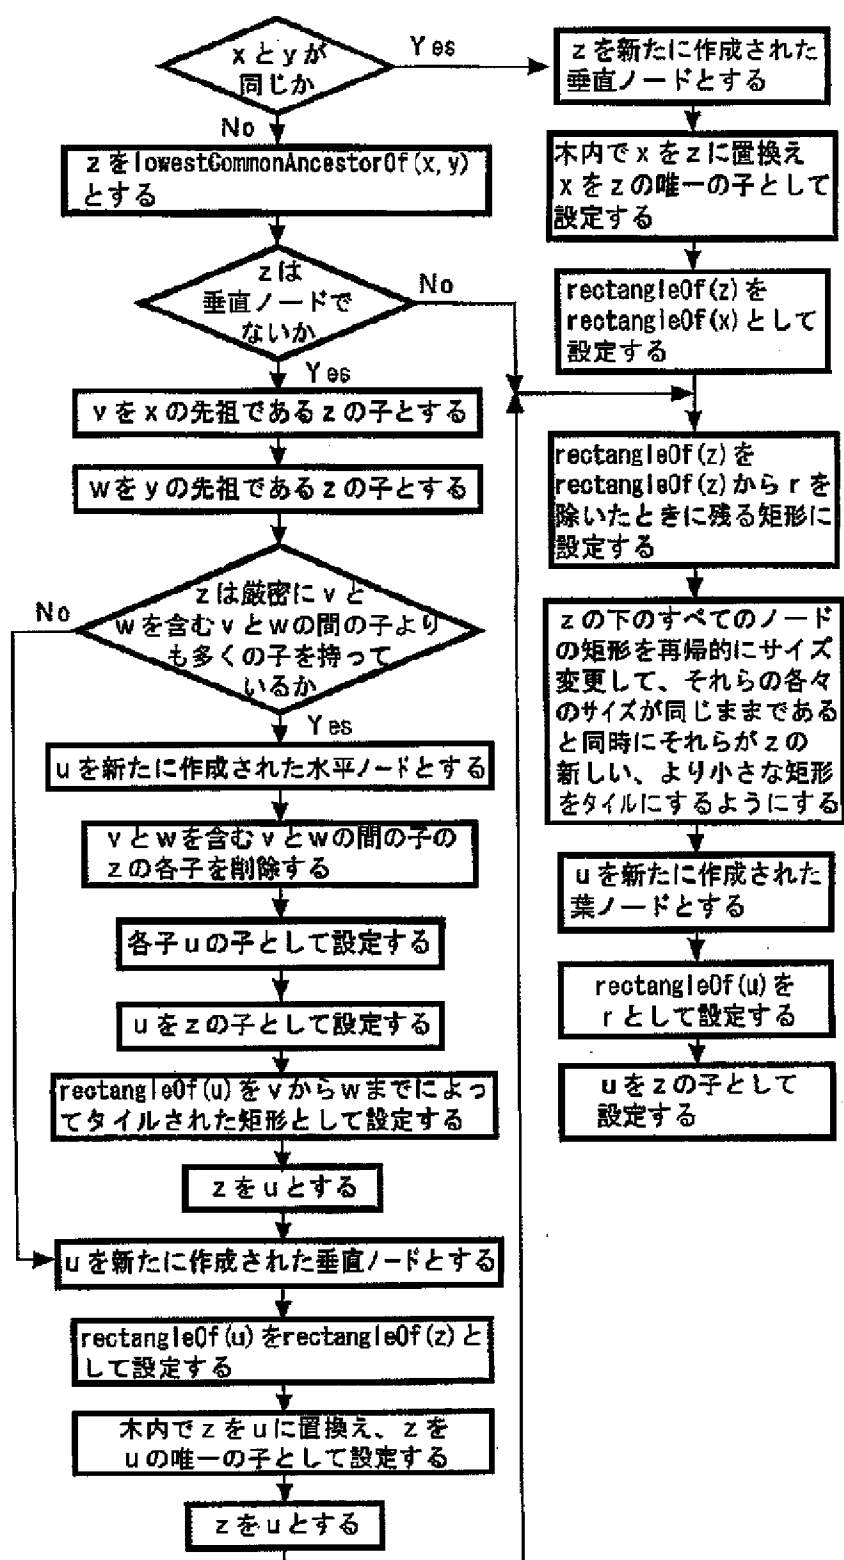 xとyが
同じか
Yes
No
zをlowestCommonAncestorOf(x,y)
とする
zは
垂直ノードで
ないか
No
Yes
vをxの先祖であるzの子とする
wをyの先祖であるzの子とする
zは厳密にvと
wを含むvとwの間の子より
も多くの子を持って
いるか
No
Yes
uを新たに作成された水平ノードとする
vとwを含むvとwの間の子の
zの各子を削除する
各子uの子として設定する
uをzの子として設定する
rectangleOf(u)をvからwまでによっ
てタイルされた矩形として設定する
zをuとする
uを新たに作成された垂直ノードとする
rectangleOf(u)をrectangleOf(z)と
して設定する
木内でzをuに置換え、zを
uの唯一の子として設定する
zをuとする
zを新たに作成された
垂直ノードとする
木内でxをzに置換え
xをzの唯一の子として
設定する
rectangleOf(z)を
rectangleOf(x)として
設定する
rectangleOf(z)を
rectangleOf(z)からrを
除いたときに残る矩形に
設定する
zの下のすべてのノード
の矩形を再帰的にサイズ
変更して、それらの各々
のサイズが同じままである
と同時にそれらがzの
新しい、より小さな矩形
をタイルにするようにする
uを新たに作成された
葉ノードとする
rectangleOf(u)を
rとして設定する
uをzの子として
設定する